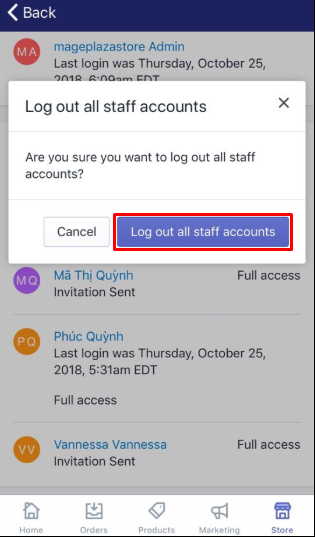 Back
MA
mageplazastore Admin
Last login was Thursday, October 25,
2018, 6:09am EDT
Log out all staff accounts
Are you sure you want to log out all staff
accounts?
Cancel
Log out all staff accounts
MQ
Mã Thị Quỳnh
Full access
Invitation Sent
PQ
Phúc Quỳnh
Last login was Thursday, October 25,
2018, 5:31am EDT
Full access
VV
Vannessa Vannessa
Full access
Invitation Sent
Home
Orders
Products
Marketing
Store